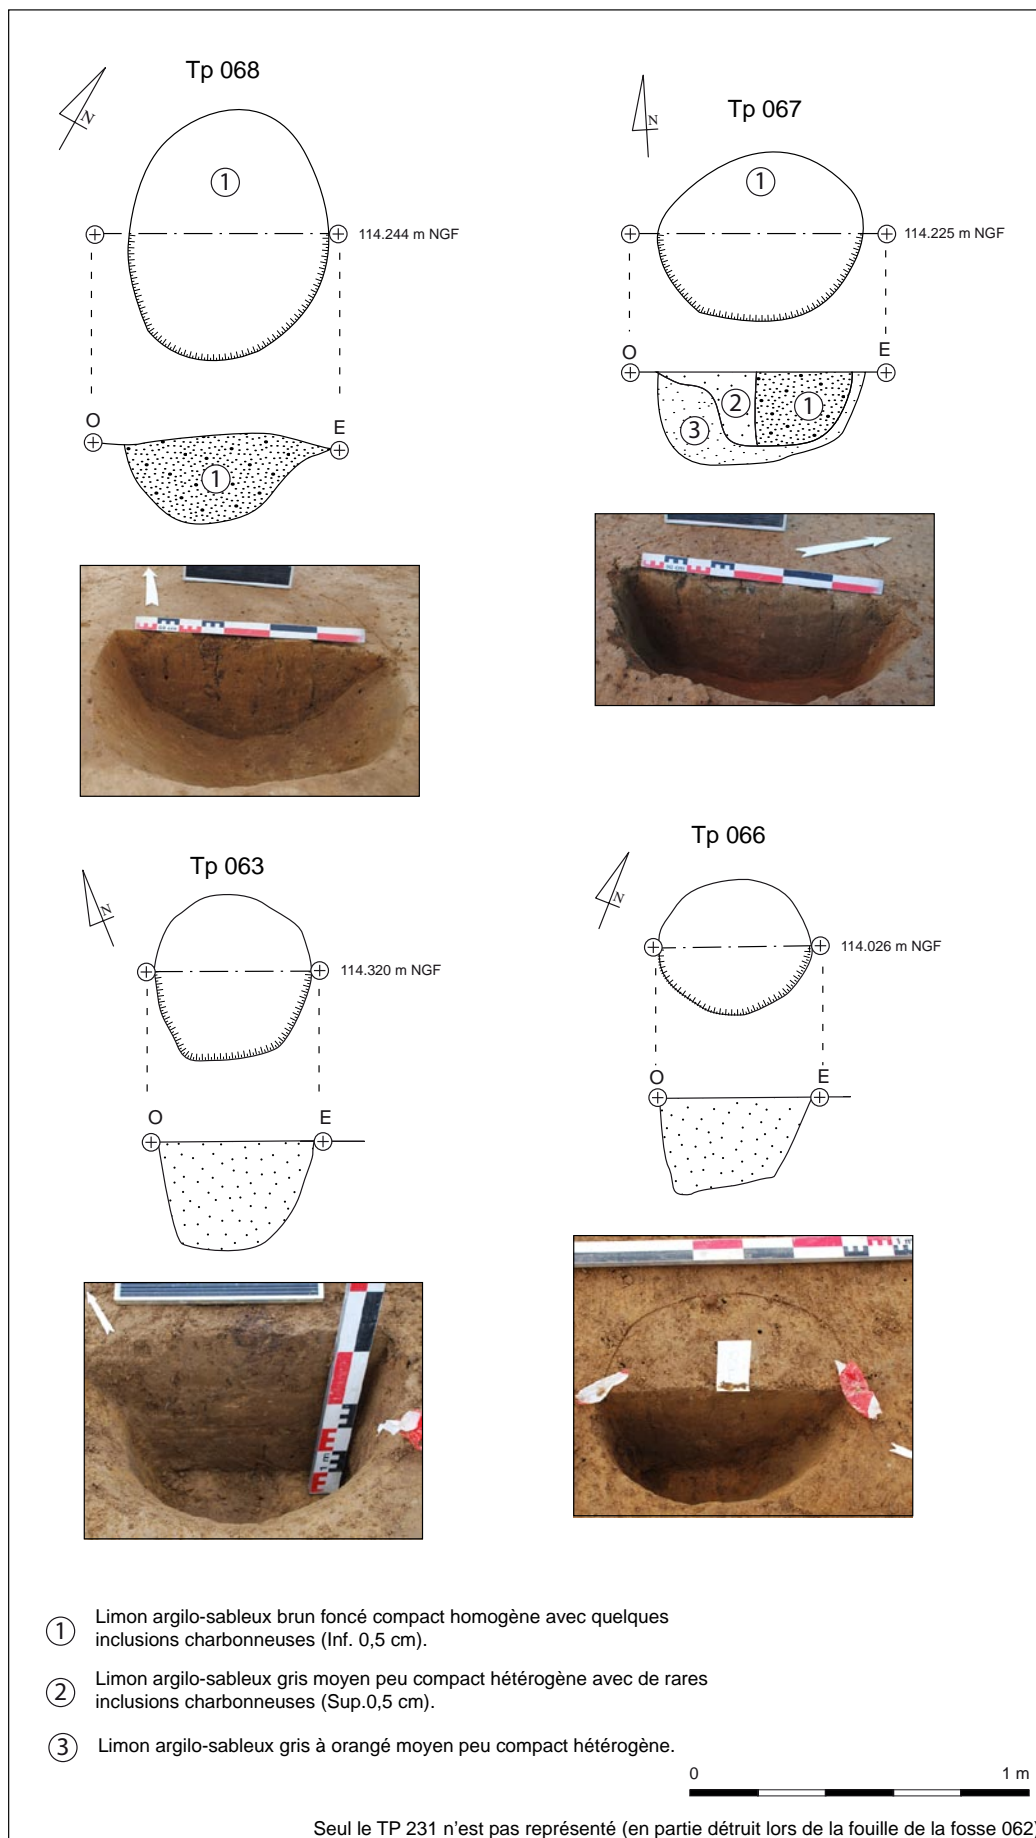 Tp 068
N
1
114.244 m NGF
O
E
1
Tp 067
N
1
114.225 m NGF
O
E
2
1
3
Tp 063
N
114.320 m NGF
O
E
Tp 066
N
114.026 m NGF
O
E
1 m
1 Limon argilo-sableux brun foncé compact homogène avec quelques
inclusions charbonneuses (Inf. 0,5 cm).
2 Limon argilo-sableux gris moyen peu compact hétérogène avec de rares
inclusions charbonneuses (Sup.0,5 cm).
3 Limon argilo-sableux gris à orangé moyen peu compact hétérogène.
0 1 m
Seul le TP 231 n'est pas représenté (en partie détruit lors de la fouille de la fosse 062)